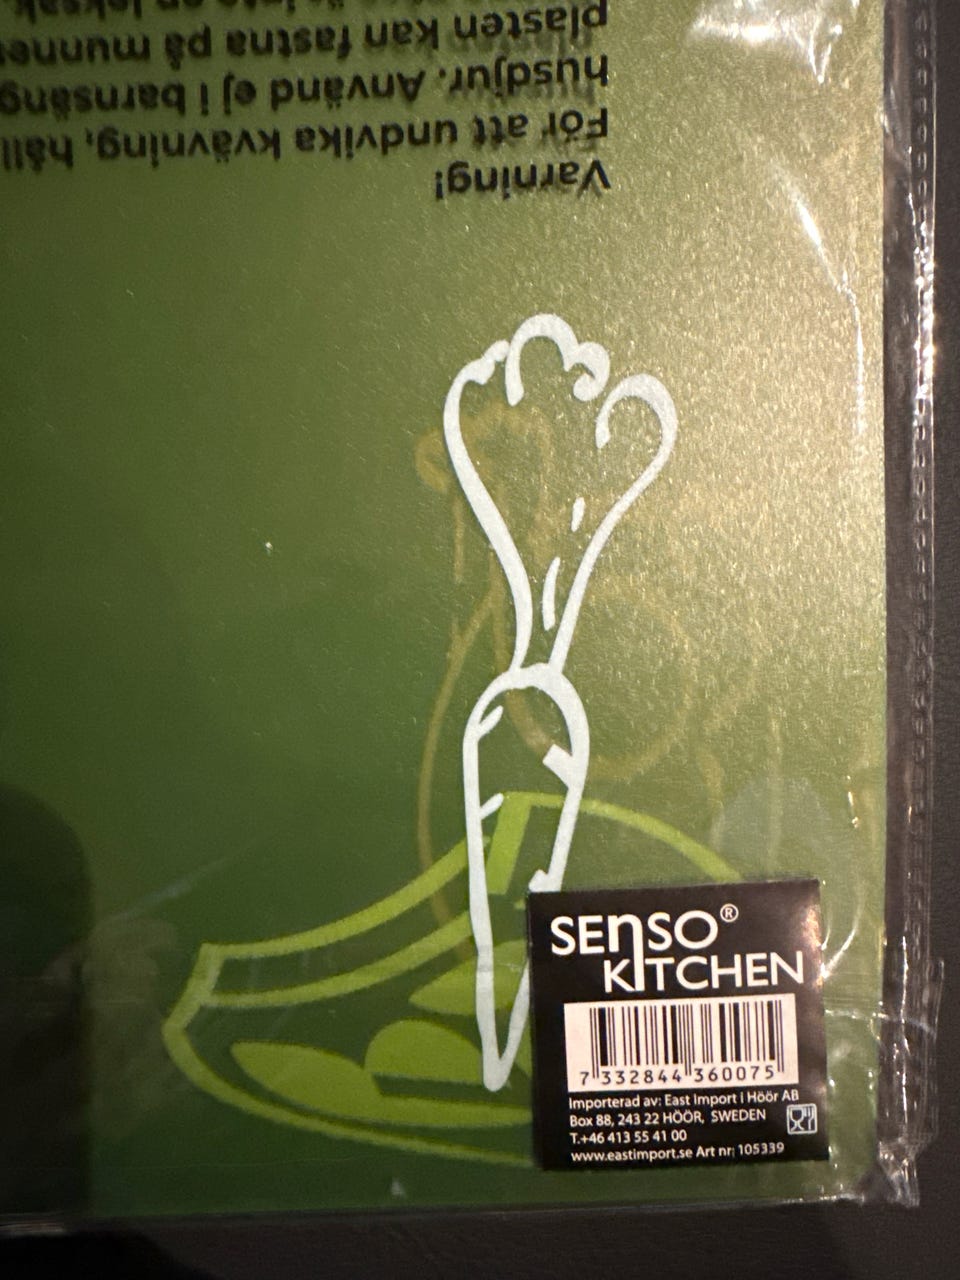 Varning!
För att undvika kvävning, håll
husdjur. Använd ej i barnsäng
plasten kan fastna på munnen
SENSO®
KITCHEN
7 332844 360075
Importerad av: East Import i Höör AB
Box 88, 243 22 HÖÖR, SWEDEN
T.+46 413 55 41 00
www.eastimport.se Art nr: 105339